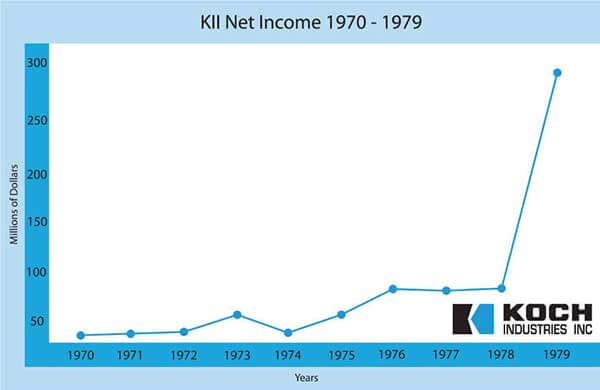 KII Net Income 1970 - 1979
Millions of Dollars
300
250
200
150
100
50
KOCH
INDUSTRIES INC
1970 1971 1972 1973 1974 1975 1976 1977 1978 1979
Years